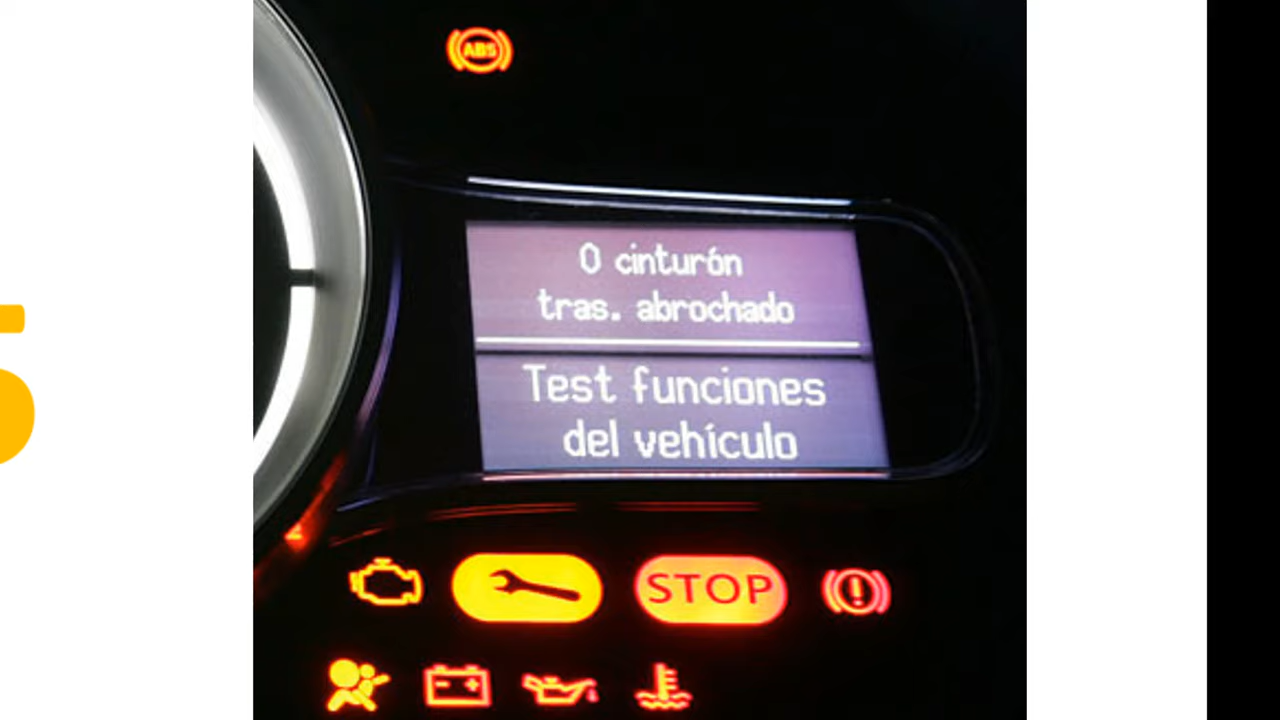 ABS
0 cinturón
tras. abrochado
Test funciones
del vehículo
STOP